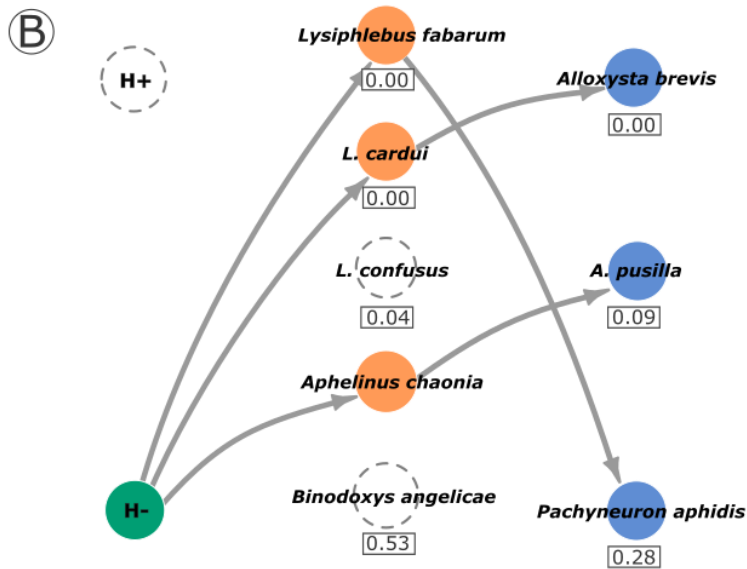 B
H+
Lysiphlebus fabarum
0.00
Alloxysta brevis
0.00
L. cardui
0.00
L. confusus
0.04
A. pusilla
0.09
Aphelinus chaonia
H-
Binodoxys angelicae
0.53
Pachyneuron aphidis
0.28